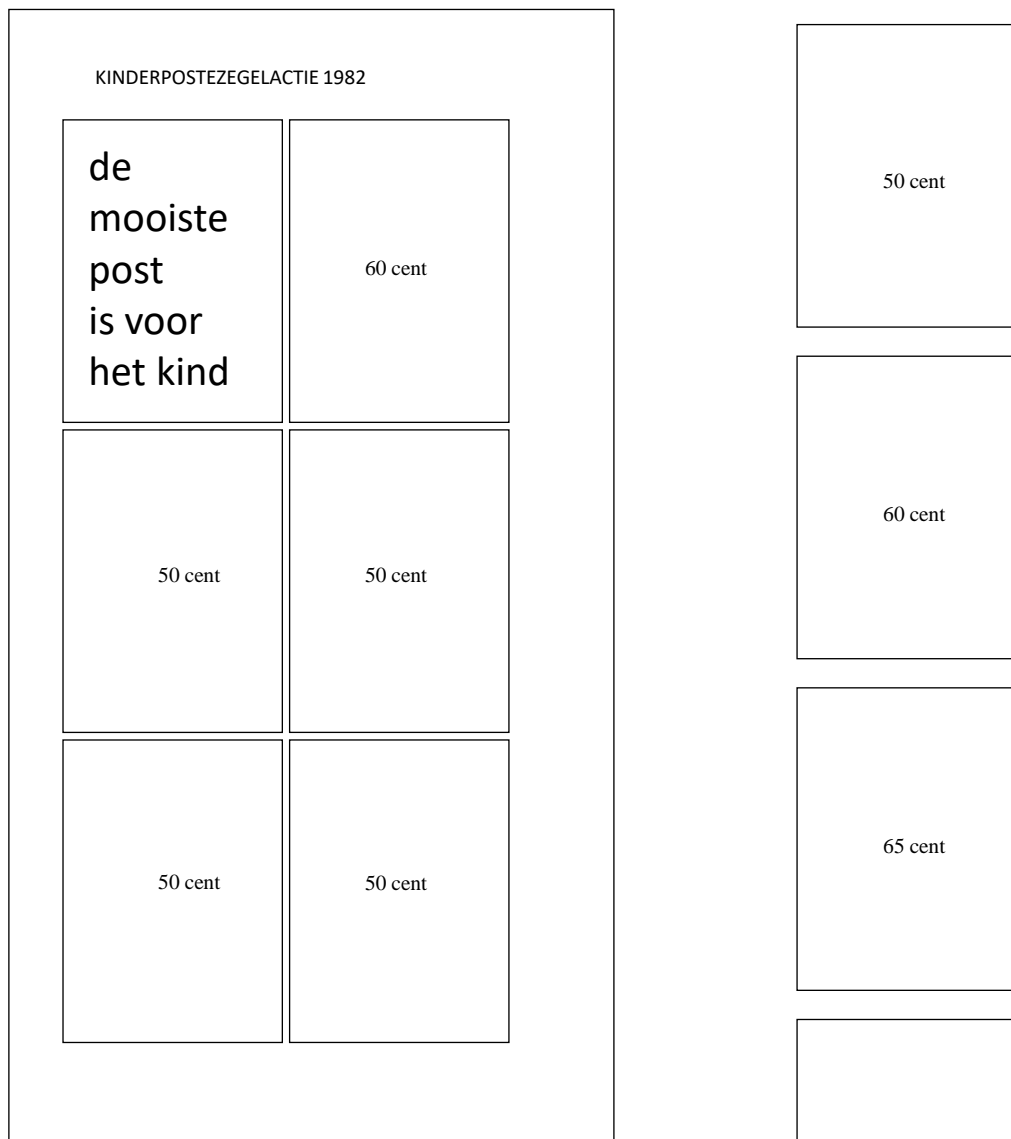 KINDERPOSTEZEGELACTIE 1982
de
mooiste
post
is voor
het kind
60 cent
50 cent
50 cent
50 cent
50 cent
50 cent
60 cent
65 cent